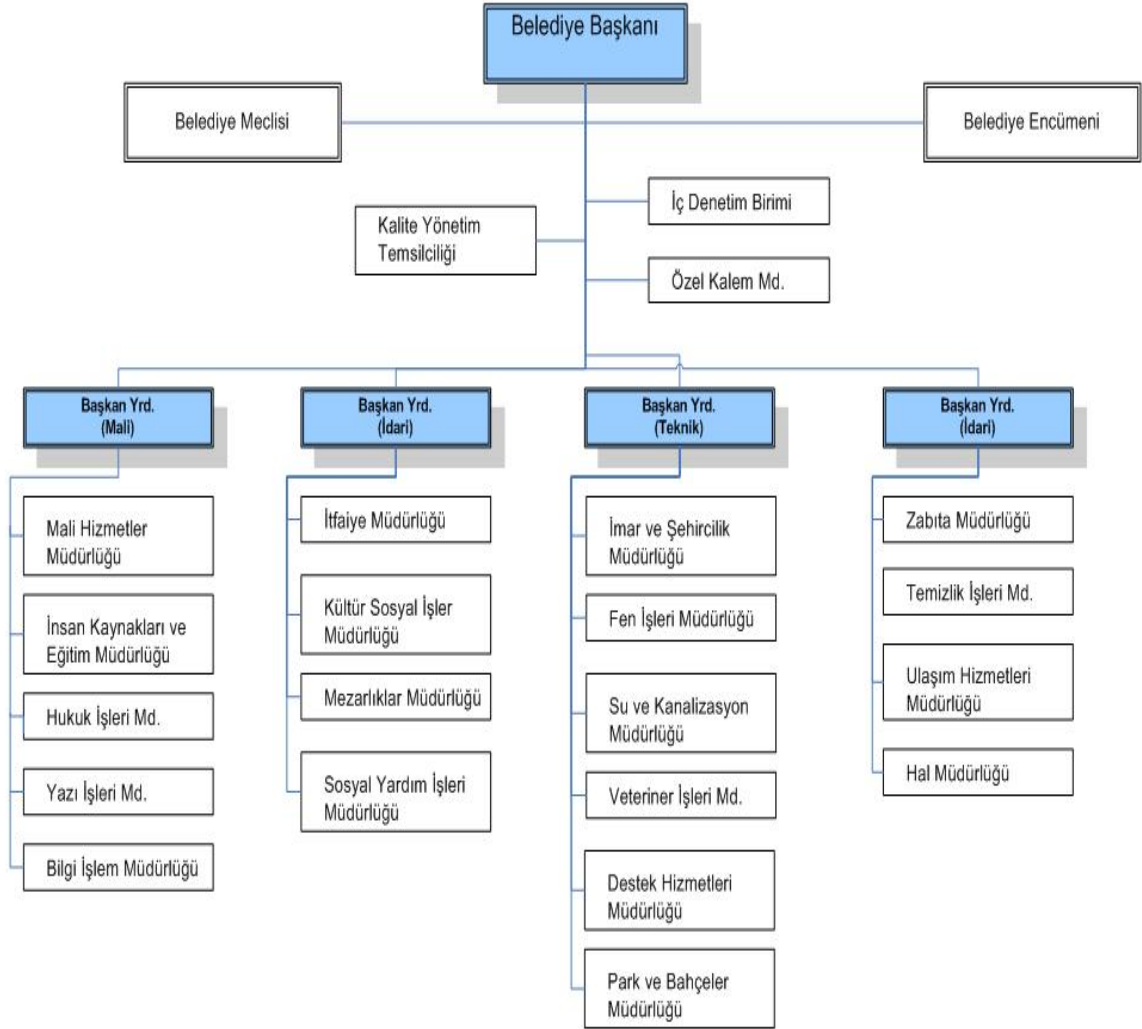 Belediye Başkanı
Belediye Meclisi
Belediye Encümeni
İç Denetim Birimi
Kalite Yönetim
Temsilciliği
Özel Kalem Md.
Başkan Yrd.
(Mali)
Mali Hizmetler
Müdürlüğü
İnsan Kaynakları ve
Eğitim Müdürlüğü
Hukuk İşleri Md.
Yazı İşleri Md.
Bilgi İşlem Müdürlüğü
Başkan Yrd.
(İdari)
İtfaiye Müdürlüğü
Kültür Sosyal İşler
Müdürlüğü
Mezarlıklar Müdürlüğü
Sosyal Yardım İşleri
Müdürlüğü
Başkan Yrd.
(Teknik)
İmar ve Şehircilik
Müdürlüğü
Fen İşleri Müdürlüğü
Su ve Kanalizasyon
Müdürlüğü
Veteriner İşleri Md.
Destek Hizmetleri
Müdürlüğü
Park ve Bahçeler
Müdürlüğü
Başkan Yrd.
(İdari)
Zabıta Müdürlüğü
Temizlik İşleri Md.
Ulaşım Hizmetleri
Müdürlüğü
Hal Müdürlüğü